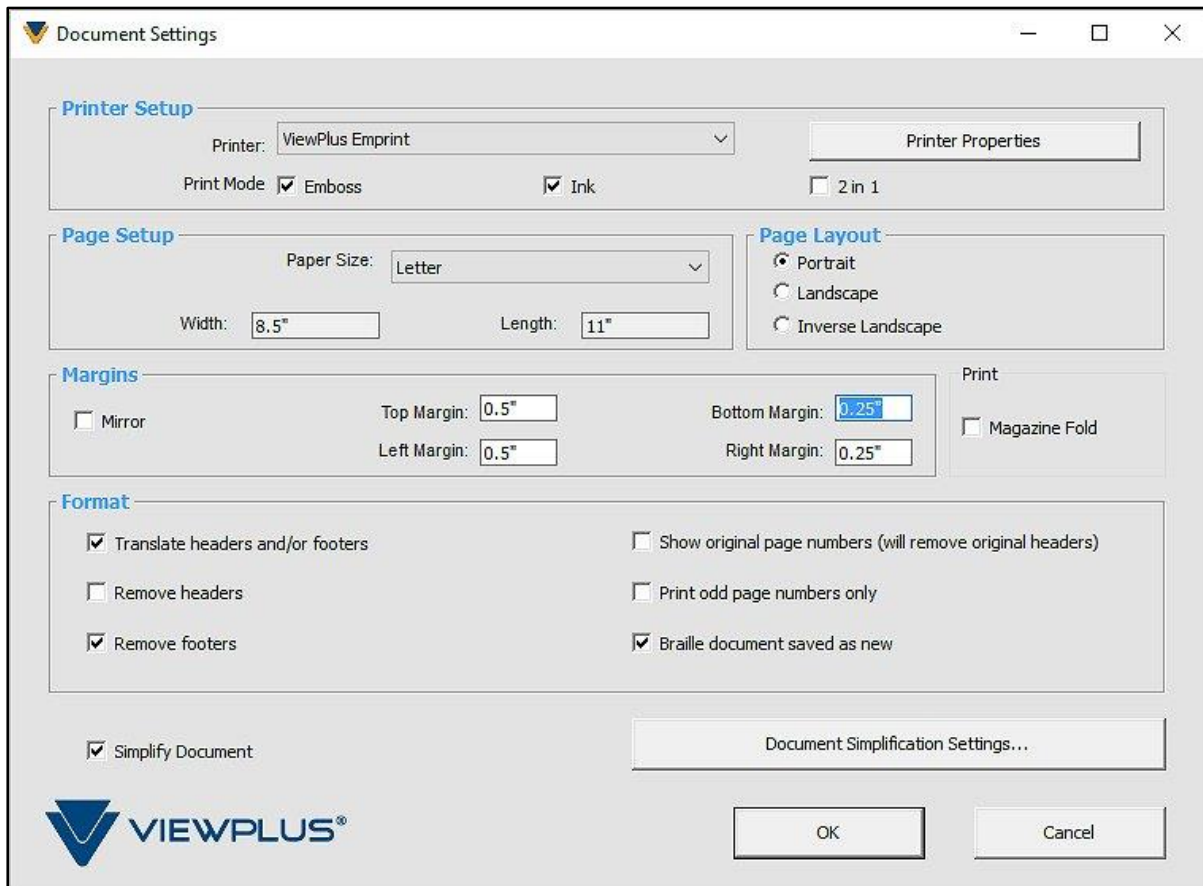 Document Settings
Printer Setup
Printer: ViewPlus Emprint Printer Properties
Print Mode Emboss Ink 2 in 1
Page Setup
Paper Size: Letter
Width: 8.5" Length: 11"
Page Layout
Portrait
Landscape
Inverse Landscape
Margins
Mirror Top Margin: 0.5" Bottom Margin: 0.25"
Left Margin: 0.5" Right Margin: 0.25"
Print
Magazine Fold
Format
Translate headers and/or footers Show original page numbers (will remove original headers)
Remove headers Print odd page numbers only
Remove footers Braille document saved as new
Simplify Document Document Simplification Settings...
VIEWPLUS® OK Cancel